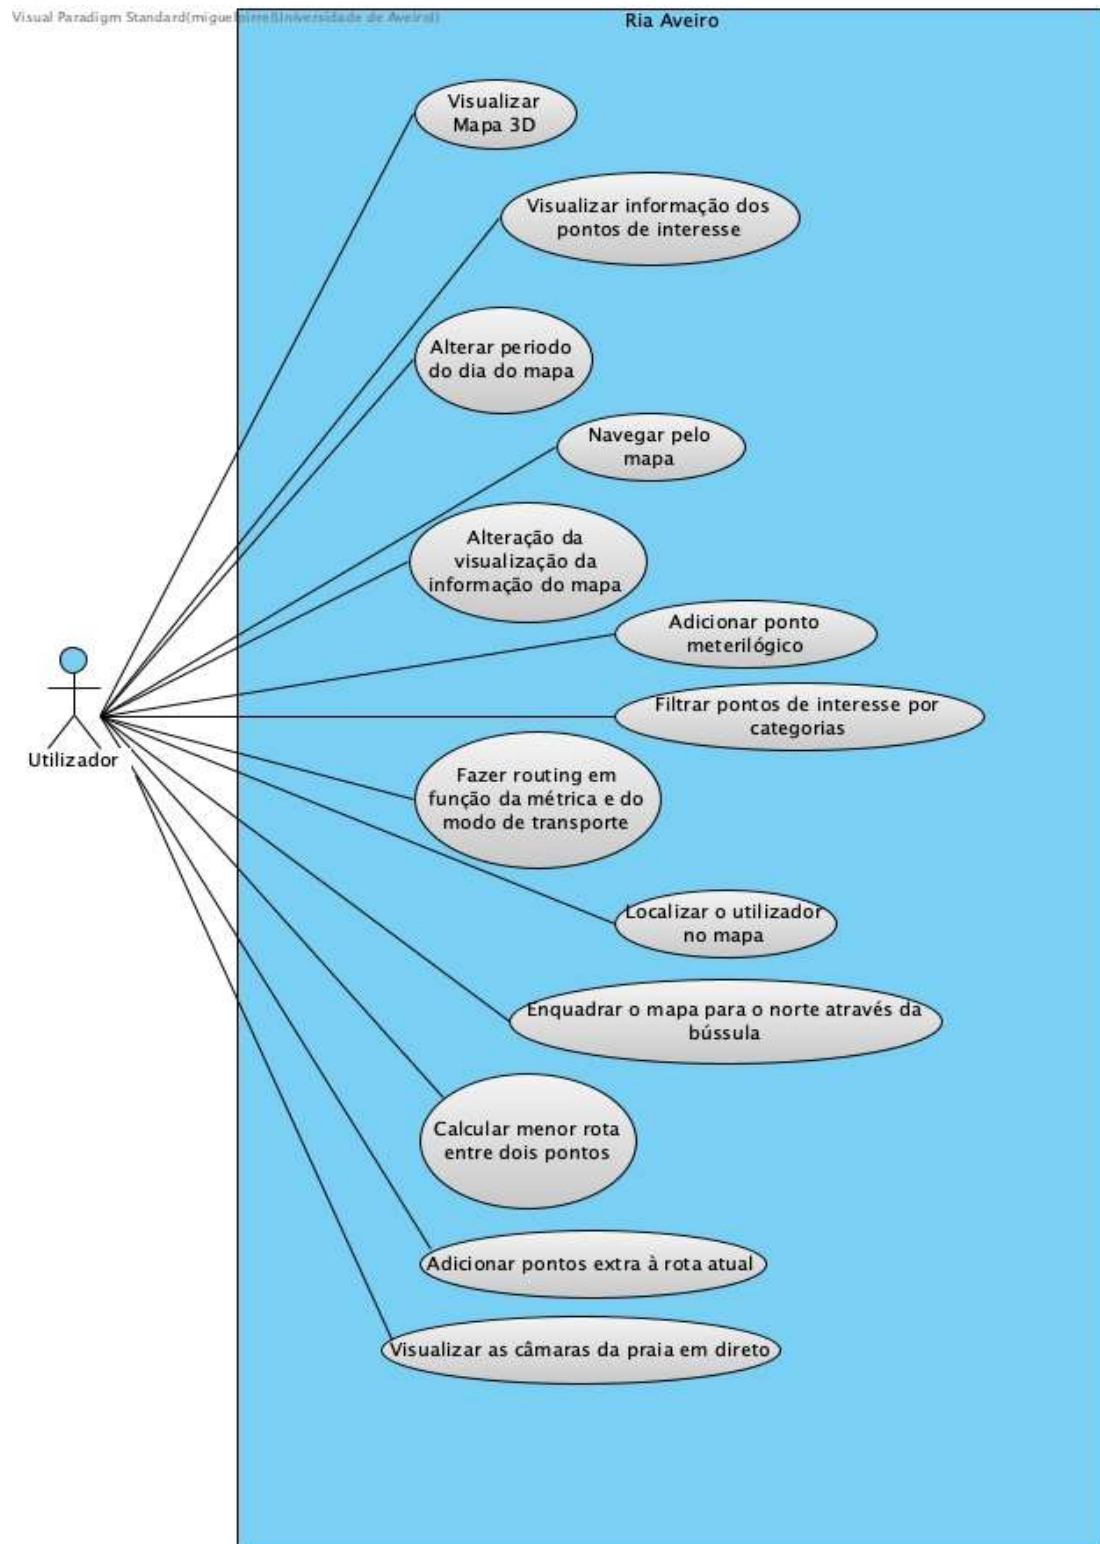 Visual Paradigm Standard(miguel Universidade de Aveiro))
Ria Aveiro
Visualizar
Mapa 3D
Visualizar informação dos
pontos de interesse
Alterar periodo
do dia do mapa
Navegar pelo
mapa
Alteração da
visualização da
informação do mapa
Adicionar ponto
meterilógico
Filtrar pontos de interesse por
categorias
Utilizador
Fazer routing em
função da métrica e do
modo de transporte
Localizar o utilizador
no mapa
Enquadrar o mapa para o norte através da
bússula
Calcular menor rota
entre dois pontos
Adicionar pontos extra à rota atual
Visualizar as câmaras da praia em direto